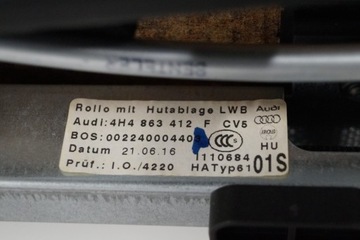 Rollo mit Hutablage LWB Audi
Audi:4H4 863 412 F CV5
BOS:002240004408
HU
Datum 21.06.16 1110684
Prüf.: I.O./4220 HATyp61 01S